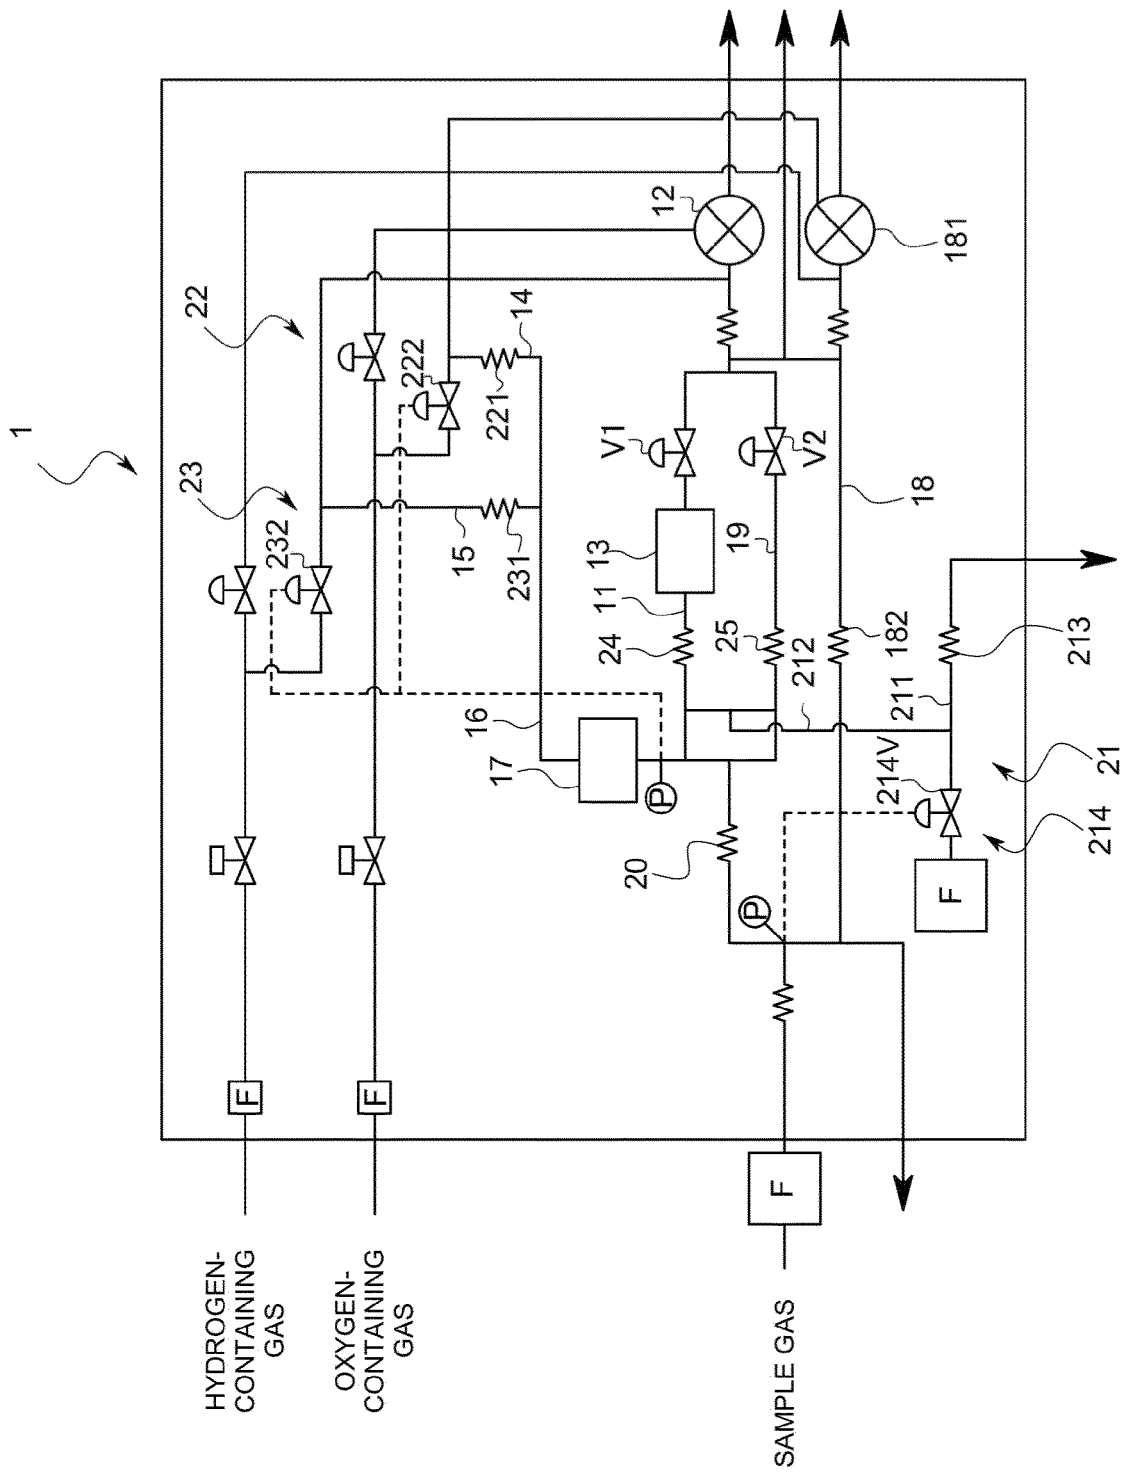 1
22
23
232
222
14
221
15
231
16
17
P
12
181
V1
V2
13
11
19
24
25
212
18
182
213
211
214V
21
214
20
P
F
F
F
F
HYDROGEN-
CONTAINING
GAS
OXYGEN-
CONTAINING
GAS
SAMPLE GAS